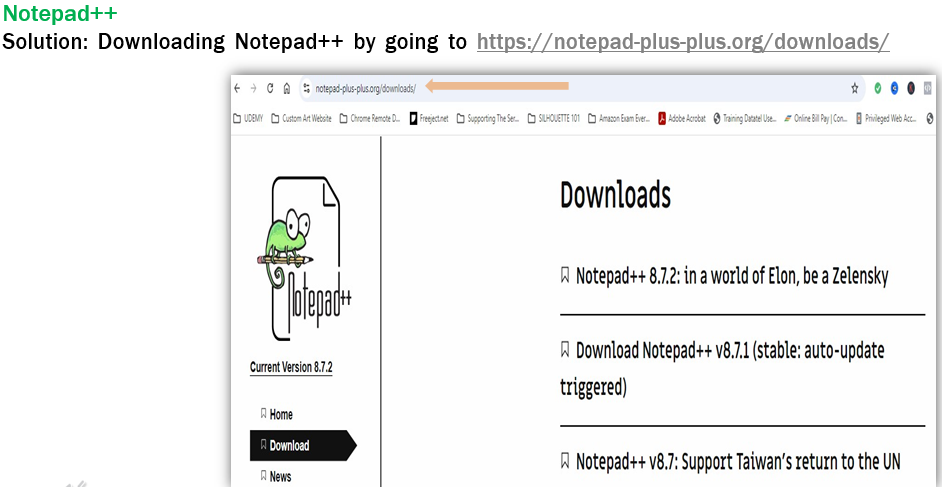 Notepad++
Solution: Downloading Notepad++ by going to https://notepad-plus-plus.org/downloads/
notepad-plus-plus.org/downloads/
UDEMY Custom Art Website Chrome Remote D... Freeject.net Supporting The Ser... SILHOUETTE 101 Amazon Exam Ever... Adobe Acrobat Training Datatel Use... Online Bill Pay | Con... Privileged Web Acc...
Downloads
Notepad++
Notepad++ 8.7.2: in a world of Elon, be a Zelensky
Download Notepad++ v8.7.1 (stable: auto-update
triggered)
Current Version 8.7.2
Home
Download
Notepad++ v8.7: Support Taiwan's return to the UN
News